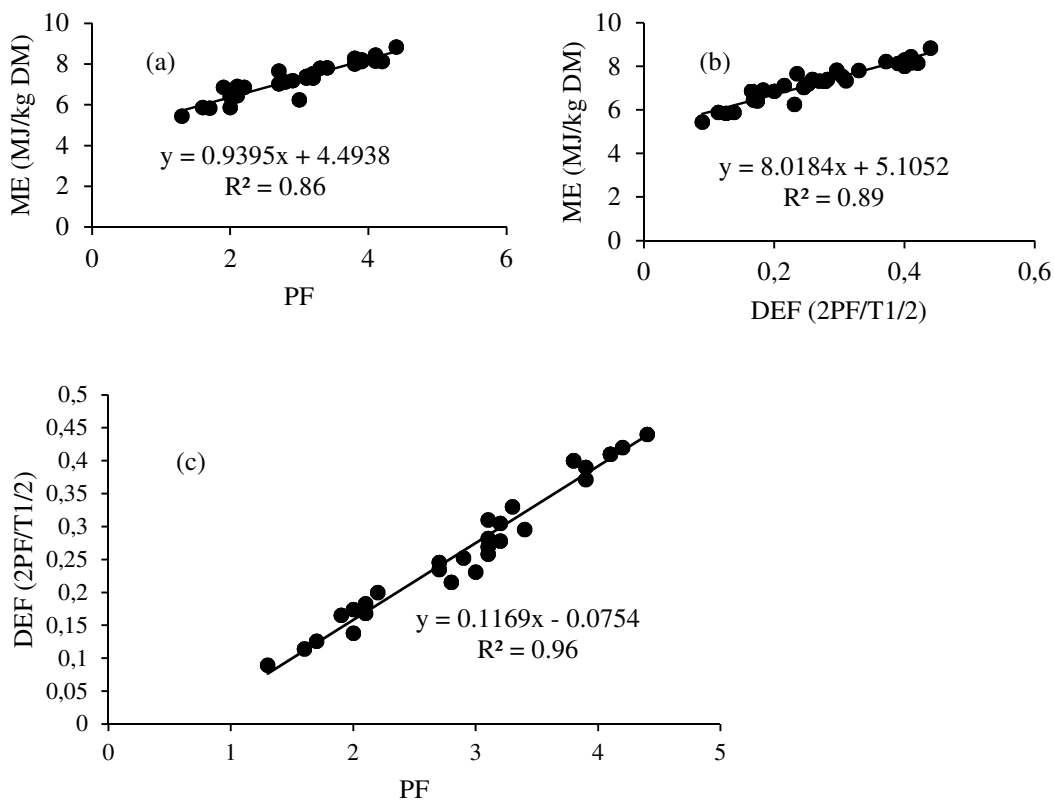 10
8
6
4
2
0
ME (MJ/kg DM)
(a)
y = 0.9395x + 4.4938
R² = 0.86
0
2
4
6
PF
10
8
6
4
2
0
ME (MJ/kg DM)
(b)
y = 8.0184x + 5.1052
R² = 0.89
0
0,2
0,4
0,6
DEF (2PF/T1/2)
0,5
0,45
0,4
0,35
0,3
0,25
0,2
0,15
0,1
0,05
0
DEF (2PF/T1/2)
(c)
y = 0.1169x - 0.0754
R² = 0.96
0
1
2
3
4
5
PF